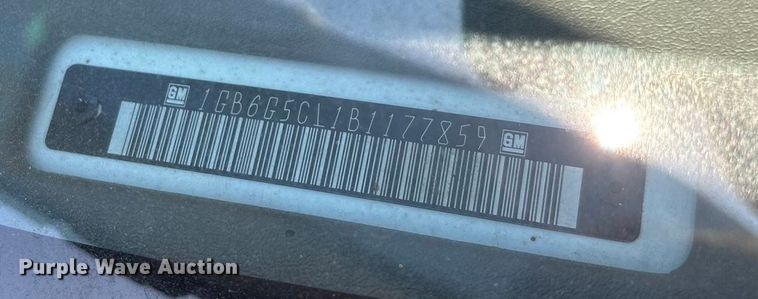 GM 1GB6G5CL1B1177859 GM
Purple Wave Auction